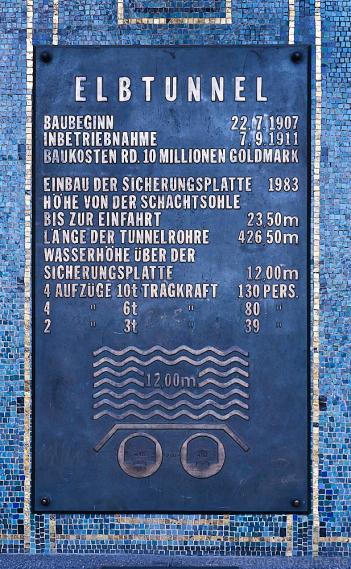 ELBTUNNEL
BAUBEGINN 22.7.1907
INBETRIEBNAHME 7.9.1911
BAUKOSTEN RD. 10 MILLIONEN GOLDMARK
EINBAU DER SICHERUNGSPLATTE 1983
HÖHE VON DER SCHACHTSOHLE
BIS ZUR EINFAHRT 23,50m
LÄNGE DER TUNNELROHRE 426,50m
WASSERHÖHE ÜBER DER
SICHERUNGSPLATTE 12,00m
4 AUFZÜGE 10t TRAGKRAFT 130 PERS.
4 " 6t " 80 "
2 " 3t " 39 "
12,00m